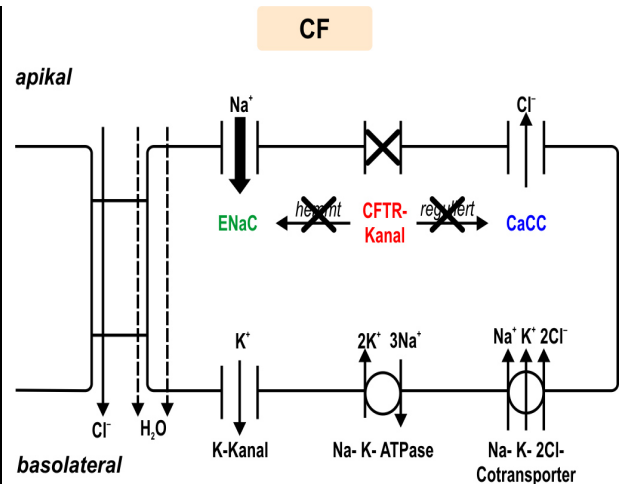 CF
apikal
Na⁺
Cl⁻
hemmt
reguliert
ENaC
CFTR-
Kanal
CaCC
K⁺
2K⁺ 3Na⁺
Na⁺ K⁺ 2Cl⁻
Cl⁻
H₂O
K-Kanal
Na- K- ATPase
Na- K- 2Cl-
Cotransporter
basolateral